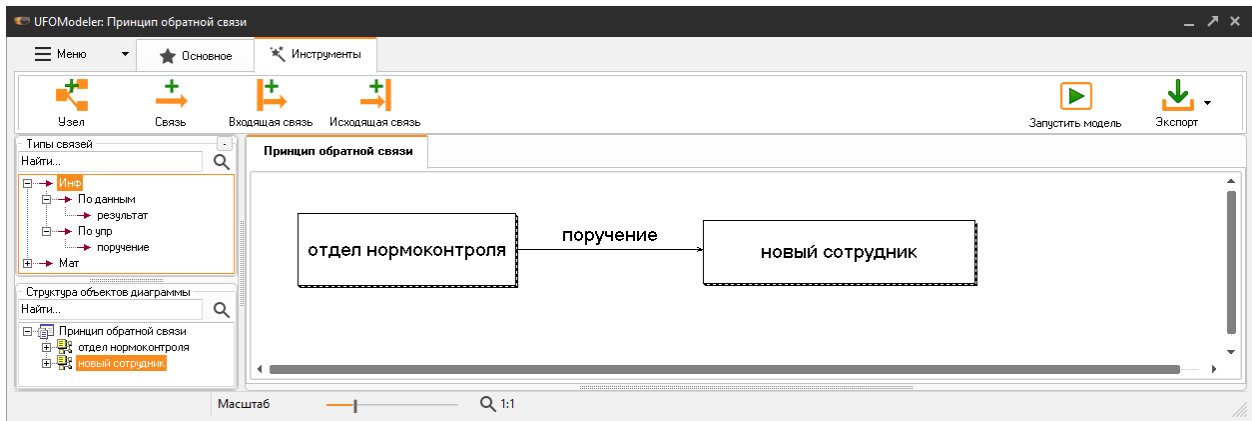 UFOModeler: Принцип обратной связи
Меню
Основное
Инструменты
Узел
Связь
Входящая связь
Исходящая связь
Запустить модель
Экспорт
Типы связей
Найти...
Инф
По данным
результат
По упр
поручение
Мат
Структура объектов диаграммы
Найти...
Принцип обратной связи
отдел нормоконтроля
новый сотрудник
Принцип обратной связи
отдел нормоконтроля
поручение
новый сотрудник
Масштаб
1:1